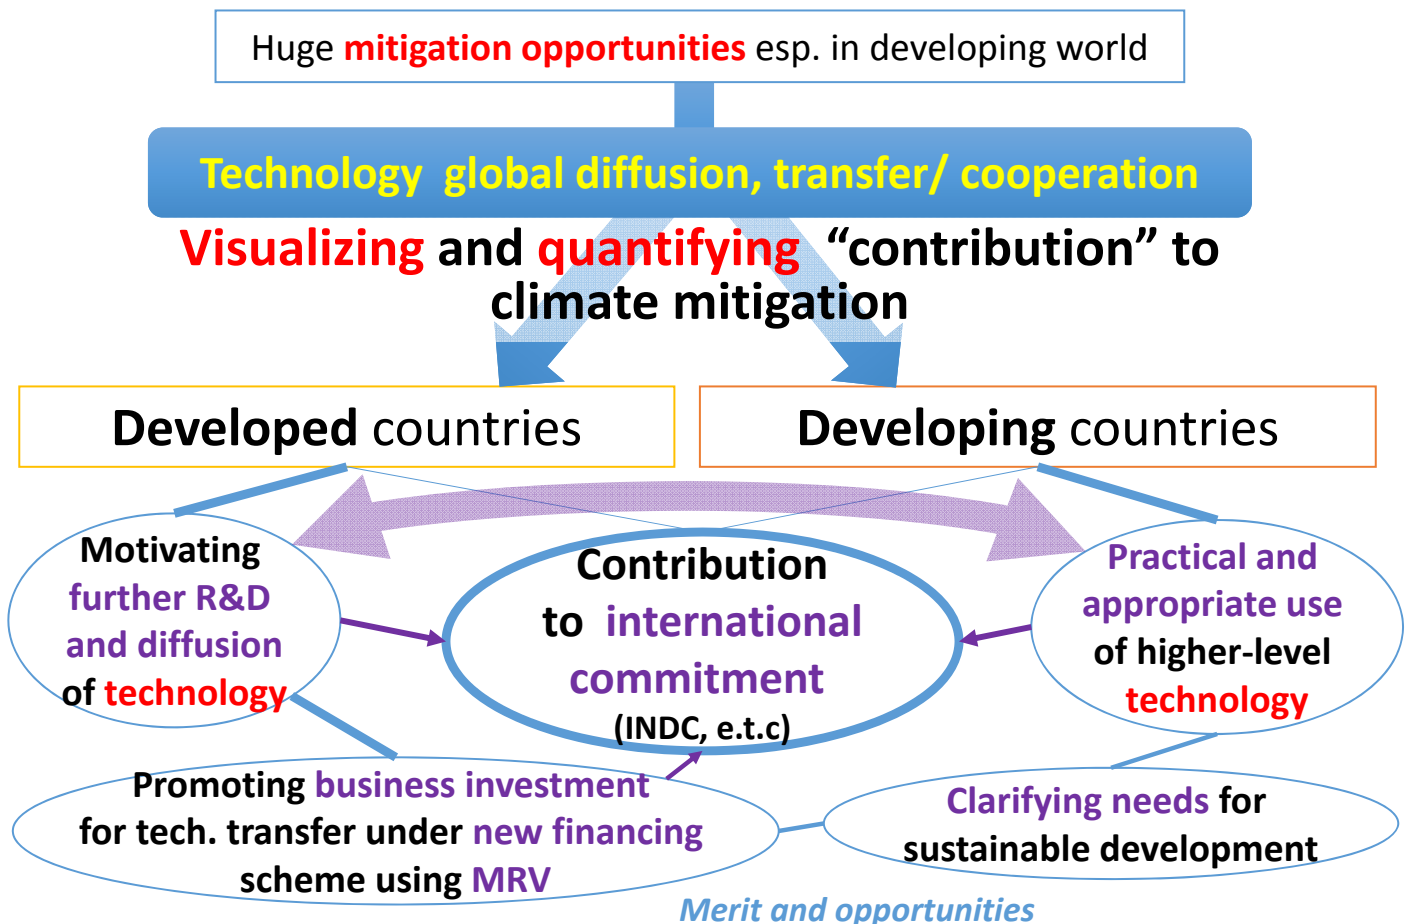 Huge mitigation opportunities esp. in developing world
Technology global diffusion, transfer/ cooperation
Visualizing and quantifying “contribution” to
climate mitigation
Developed countries
Developing countries
Motivating
further R&D
and diffusion
of technology
Contribution
to international
commitment
(INDC, e.t.c)
Practical and
appropriate use
of higher-level
technology
Promoting business investment
for tech. transfer under new financing
scheme using MRV
Clarifying needs for
sustainable development
Merit and opportunities